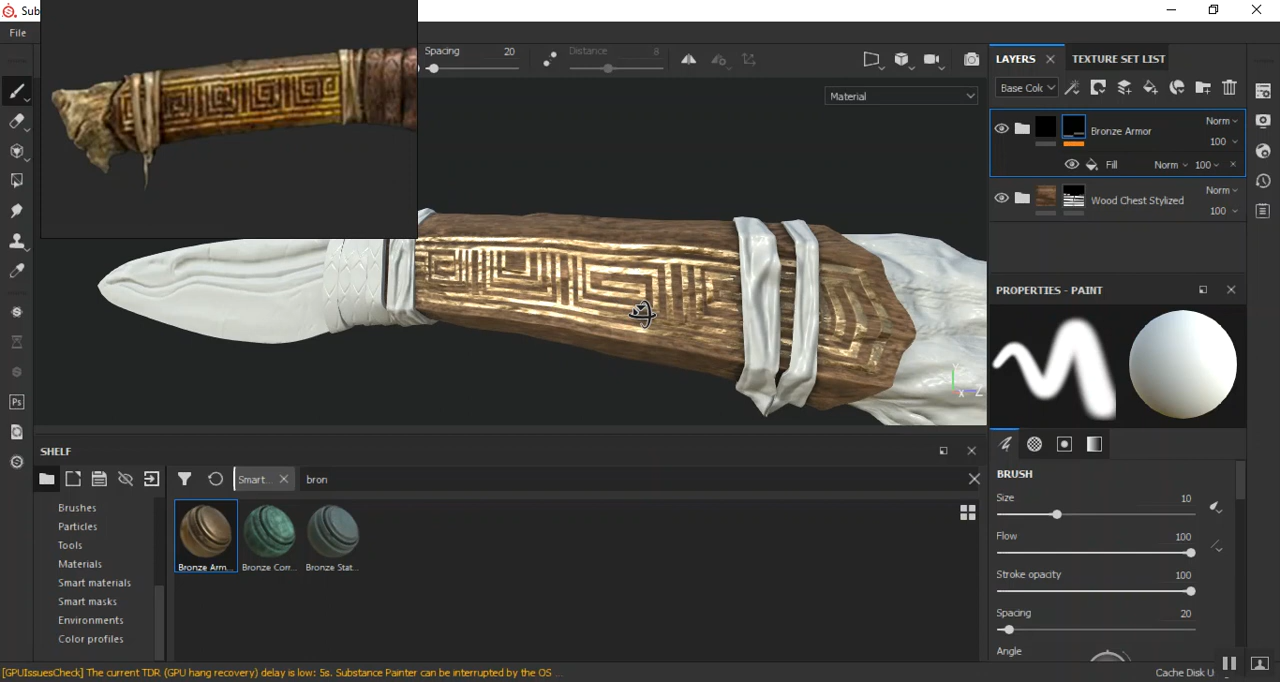 Sub
File
Spacing 20
Distance 8
Material
LAYERS
TEXTURE SET LIST
Base Col
Bronze Armor
Norm
100
Fill
Norm
100
Wood Chest Stylized
Norm
100
PROPERTIES - PAINT
BRUSH
Size 10
Flow 100
Stroke opacity 100
Spacing 20
Angle
SHELF
Smart...
bron
Brushes
Particles
Tools
Materials
Smart materials
Smart masks
Environments
Color profiles
Bronze Arm...
Bronze Corr...
Bronze Stat...
Ps
X
Z
[GPUIssuesCheck] The current TDR (GPU hang recovery) delay is low: 5s. Substance Painter can be interrupted by the OS ...
Cache Disk U